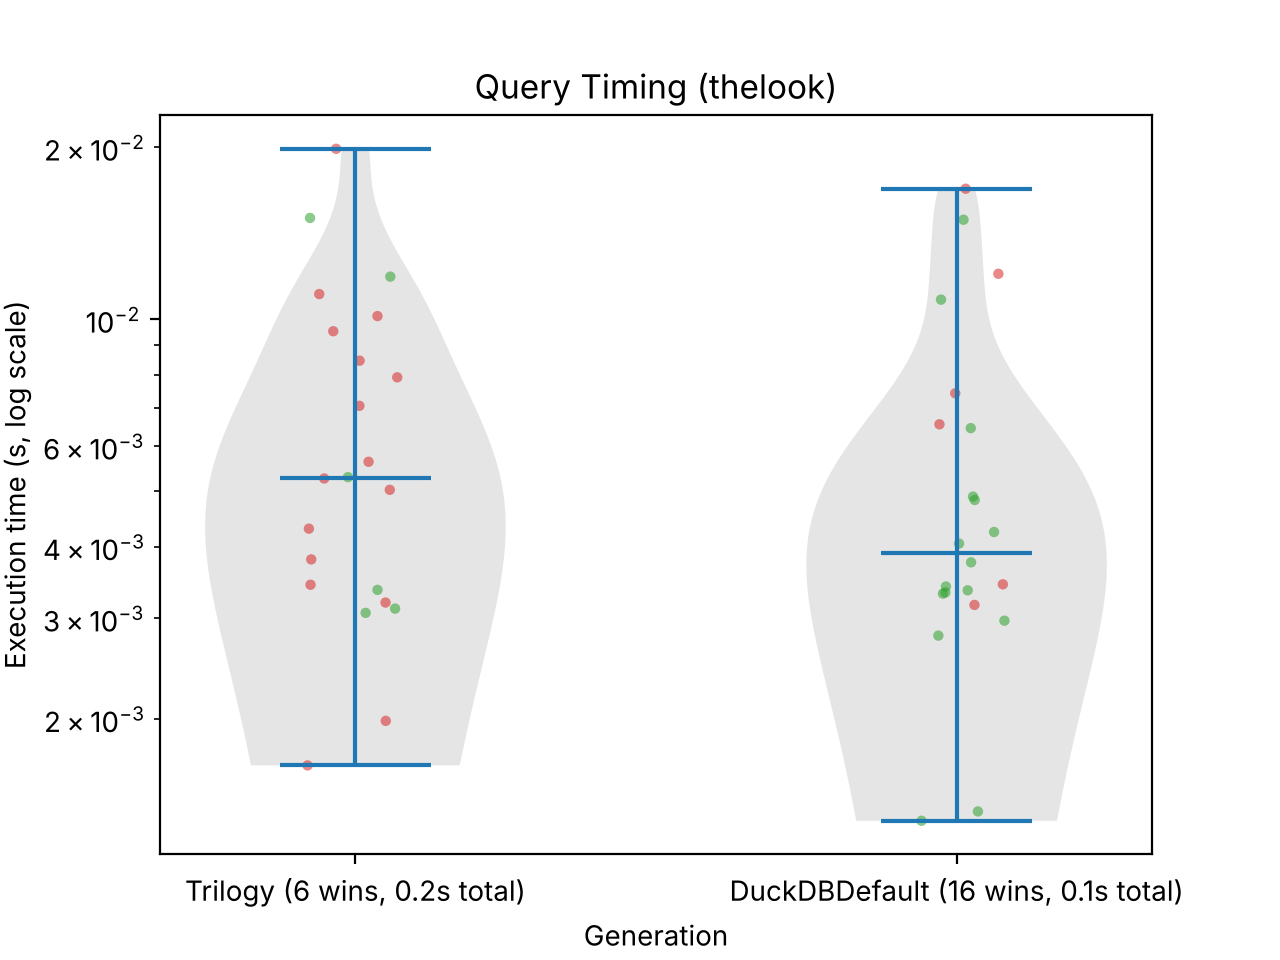 Query Timing (thelook)
Execution time (s, log scale)
2 × 10⁻²
10⁻²
6 × 10⁻³
4 × 10⁻³
3 × 10⁻³
2 × 10⁻³
Trilogy (6 wins, 0.2s total)
DuckDBDefault (16 wins, 0.1s total)
Generation